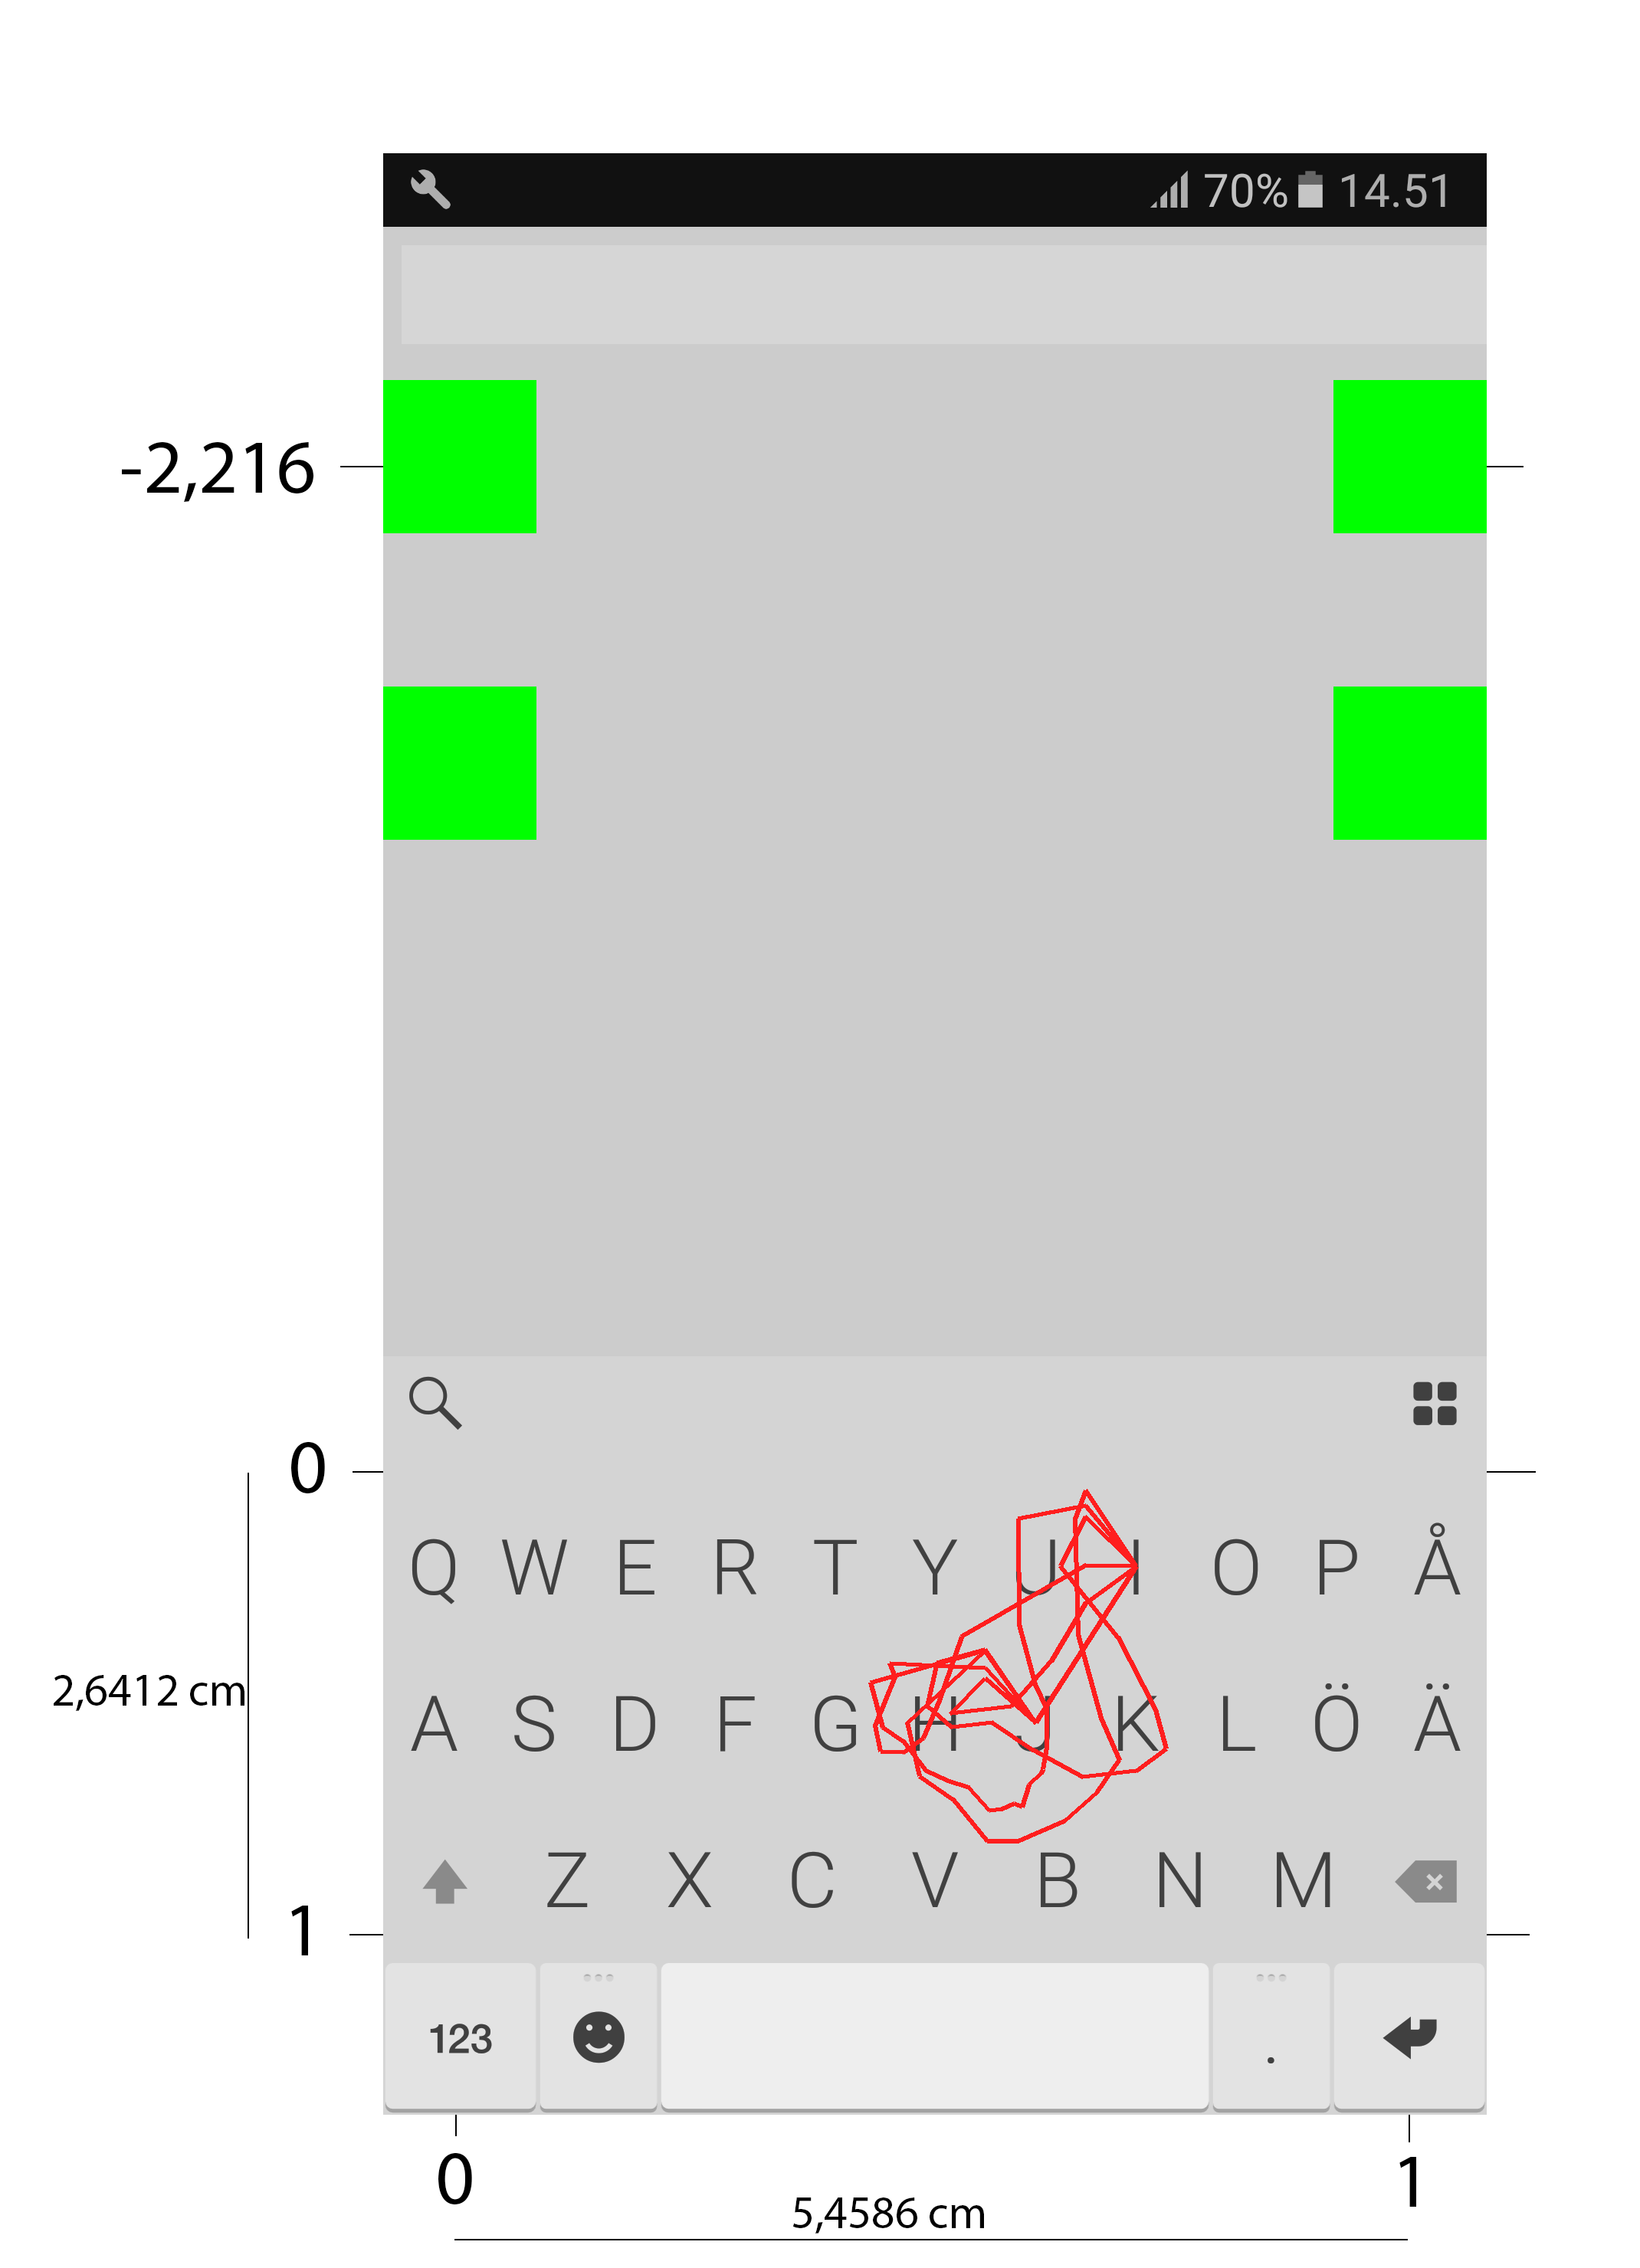 70% 14.51
-2,216
0
Q W E R T Y U I O P Å
2,6412 cm
A S D F G H J K L Ö Ä
Z X C V B N M
1
123 .
0 1
5,4586 cm